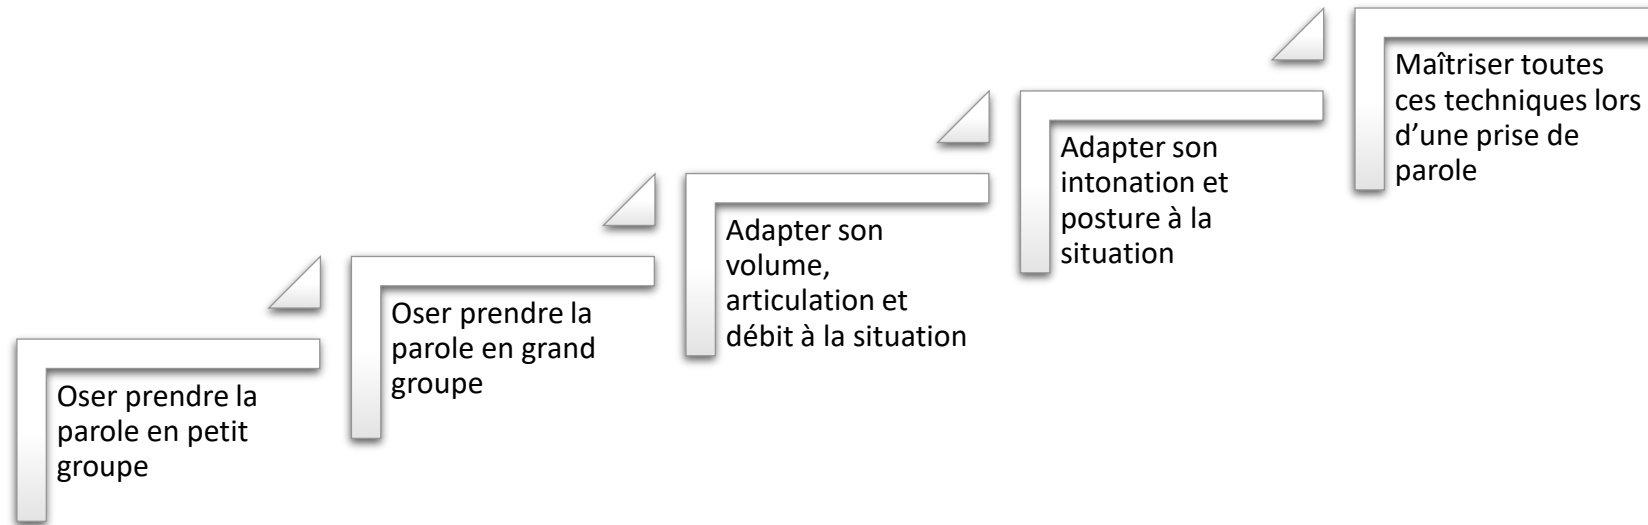 Oser prendre la
parole en petit
groupe
Oser prendre la
parole en grand
groupe
Adapter son
volume,
articulation et
débit à la situation
Adapter son
intonation et
posture à la
situation
Maîtriser toutes
ces techniques lors
d’une prise de
parole